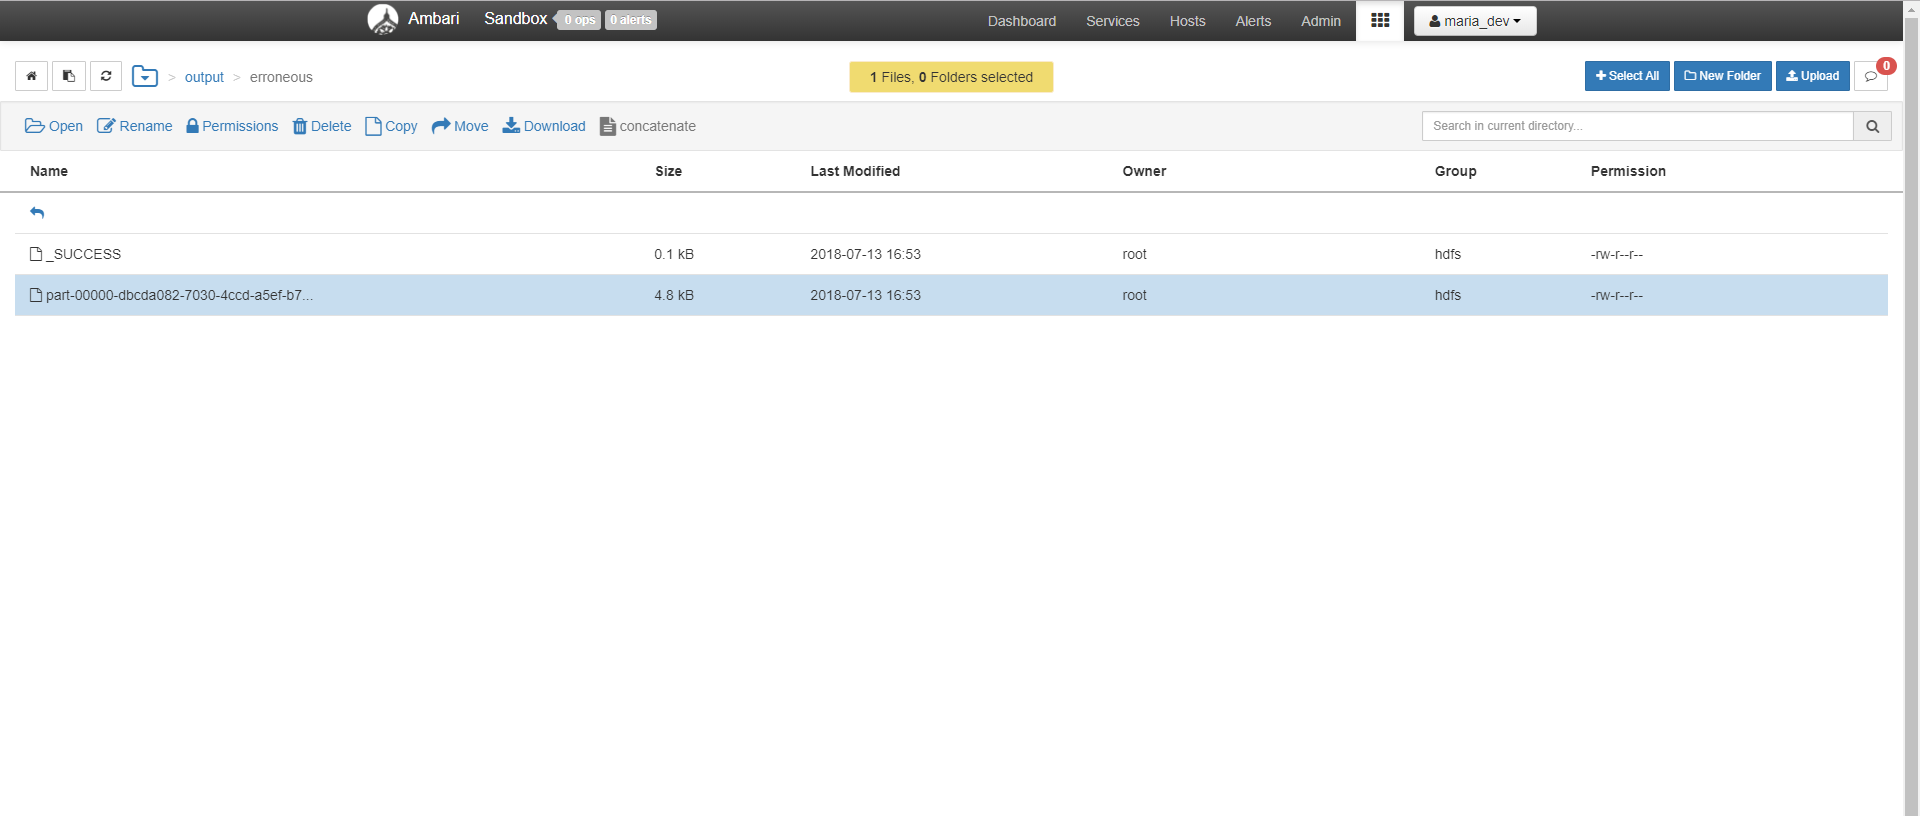 Ambari Sandbox 0 ops 0 alerts Dashboard Services Hosts Alerts Admin maria_dev
> output > erroneous 1 Files, 0 Folders selected Select All New Folder Upload 0
Open Rename Permissions Delete Copy Move Download concatenate Search in current directory...
Name Size Last Modified Owner Group Permission
_SUCCESS 0.1 kB 2018-07-13 16:53 root hdfs -rw-r--r--
part-00000-dbcda082-7030-4ccd-a5ef-b7... 4.8 kB 2018-07-13 16:53 root hdfs -rw-r--r--